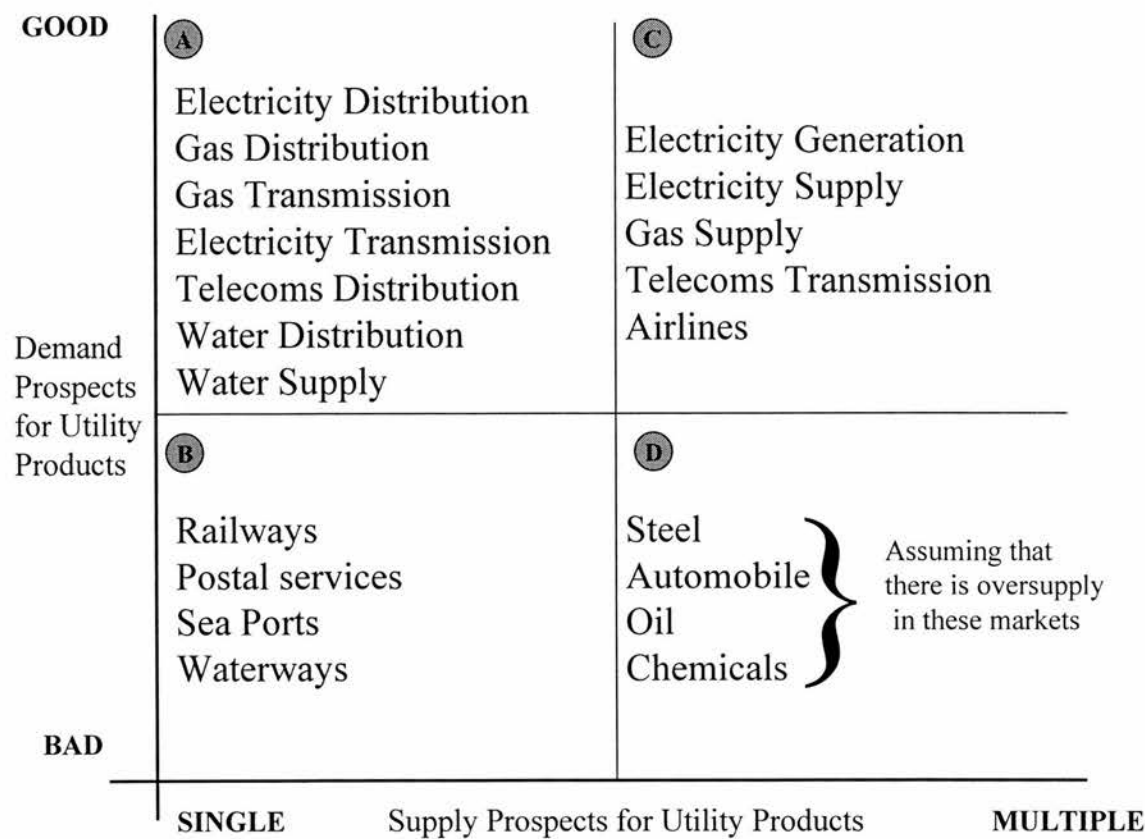 GOOD
A
Electricity Distribution
Gas Distribution
Gas Transmission
Electricity Transmission
Telecoms Distribution
Water Distribution
Water Supply
C
Electricity Generation
Electricity Supply
Gas Supply
Telecoms Transmission
Airlines
Demand
Prospects
for Utility
Products
B
Railways
Postal services
Sea Ports
Waterways
D
Steel
Automobile
Oil
Chemicals
Assuming that
there is oversupply
in these markets
BAD
SINGLE Supply Prospects for Utility Products MULTIPLE